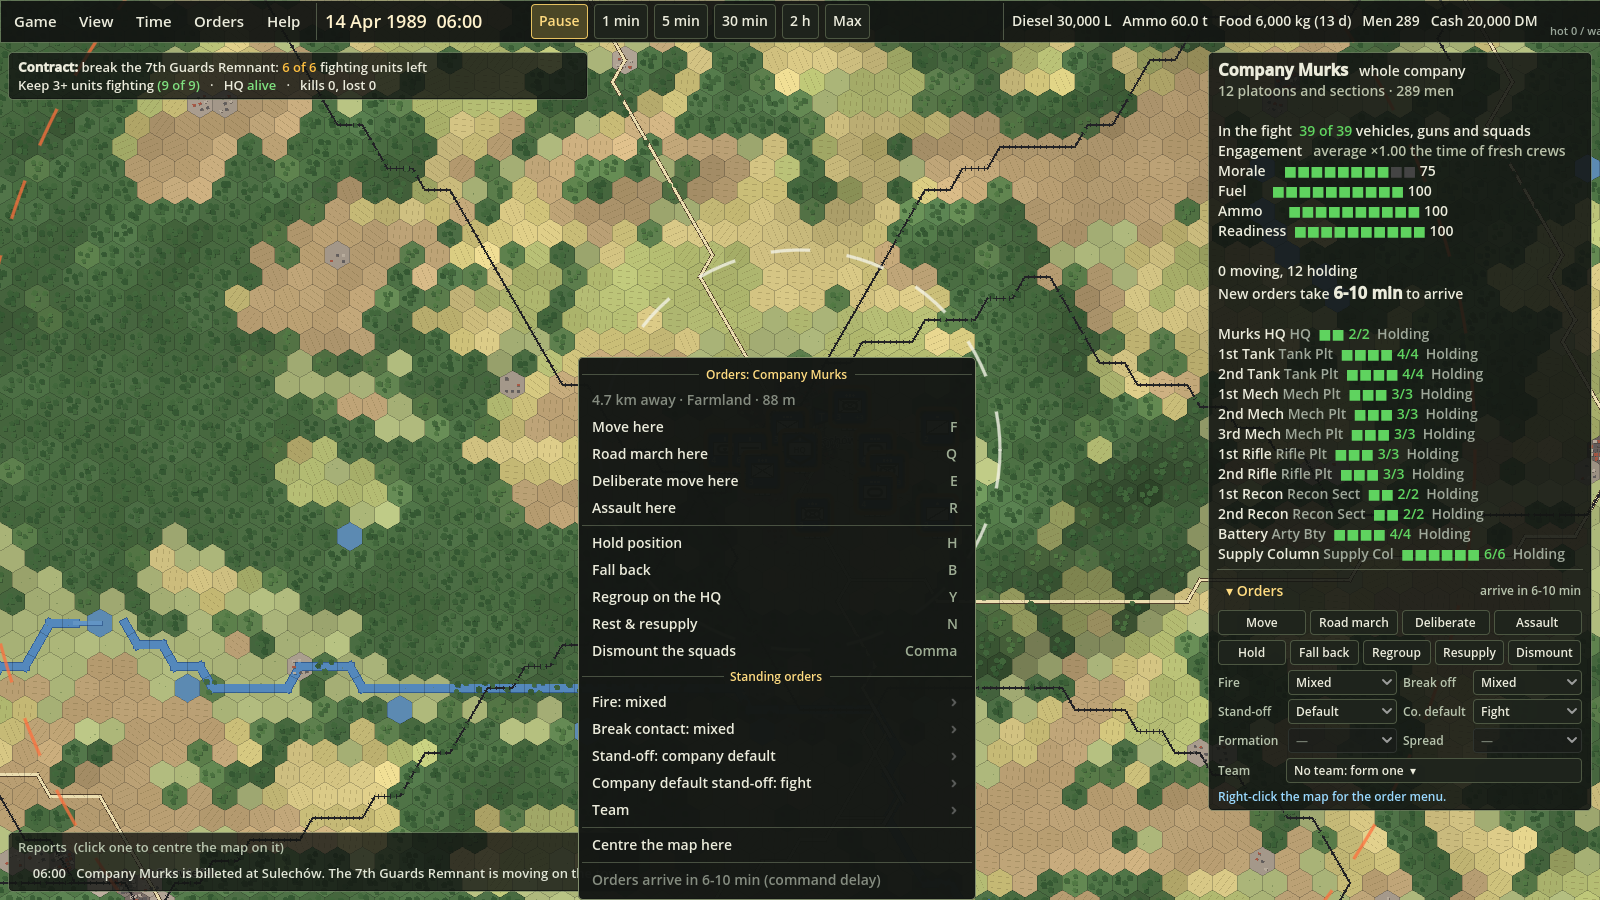 Game View Time Orders Help 14 Apr 1989 06:00 Pause 1 min 5 min 30 min 2 h Max Diesel 30,000 L Ammo 60.0 t Food 6,000 kg (13 d) Men 289 Cash 20,000 DM
hot 0 / wa
Contract: break the 7th Guards Remnant: 6 of 6 fighting units left
Keep 3+ units fighting (9 of 9) · HQ alive · kills 0, lost 0
Company Murks whole company
12 platoons and sections · 289 men
In the fight 39 of 39 vehicles, guns and squads
Engagement average ×1.00 the time of fresh crews
Morale 75
Fuel 100
Ammo 100
Readiness 100
0 moving, 12 holding
New orders take 6-10 min to arrive
Murks HQ HQ 2/2 Holding
1st Tank Tank Plt 4/4 Holding
2nd Tank Tank Plt 4/4 Holding
1st Mech Mech Plt 3/3 Holding
2nd Mech Mech Plt 3/3 Holding
3rd Mech Mech Plt 3/3 Holding
1st Rifle Rifle Plt 3/3 Holding
2nd Rifle Rifle Plt 3/3 Holding
1st Recon Recon Sect 2/2 Holding
2nd Recon Recon Sect 2/2 Holding
Battery Arty Bty 4/4 Holding
Supply Column Supply Col 6/6 Holding
▾ Orders arrive in 6-10 min
Move Road march Deliberate Assault
Hold Fall back Regroup Resupply Dismount
Fire Mixed Break off Mixed
Stand-off Default Co. default Fight
Formation — Spread —
Team No team: form one ▾
Right-click the map for the order menu.
Orders: Company Murks
4.7 km away · Farmland · 88 m
Move here F
Road march here Q
Deliberate move here E
Assault here R
Hold position H
Fall back B
Regroup on the HQ Y
Rest & resupply N
Dismount the squads Comma
Standing orders
Fire: mixed ›
Break contact: mixed ›
Stand-off: company default ›
Company default stand-off: fight ›
Team ›
Centre the map here
Orders arrive in 6-10 min (command delay)
Reports (click one to centre the map on it)
06:00 Company Murks is billeted at Sulechów. The 7th Guards Remnant is moving on t